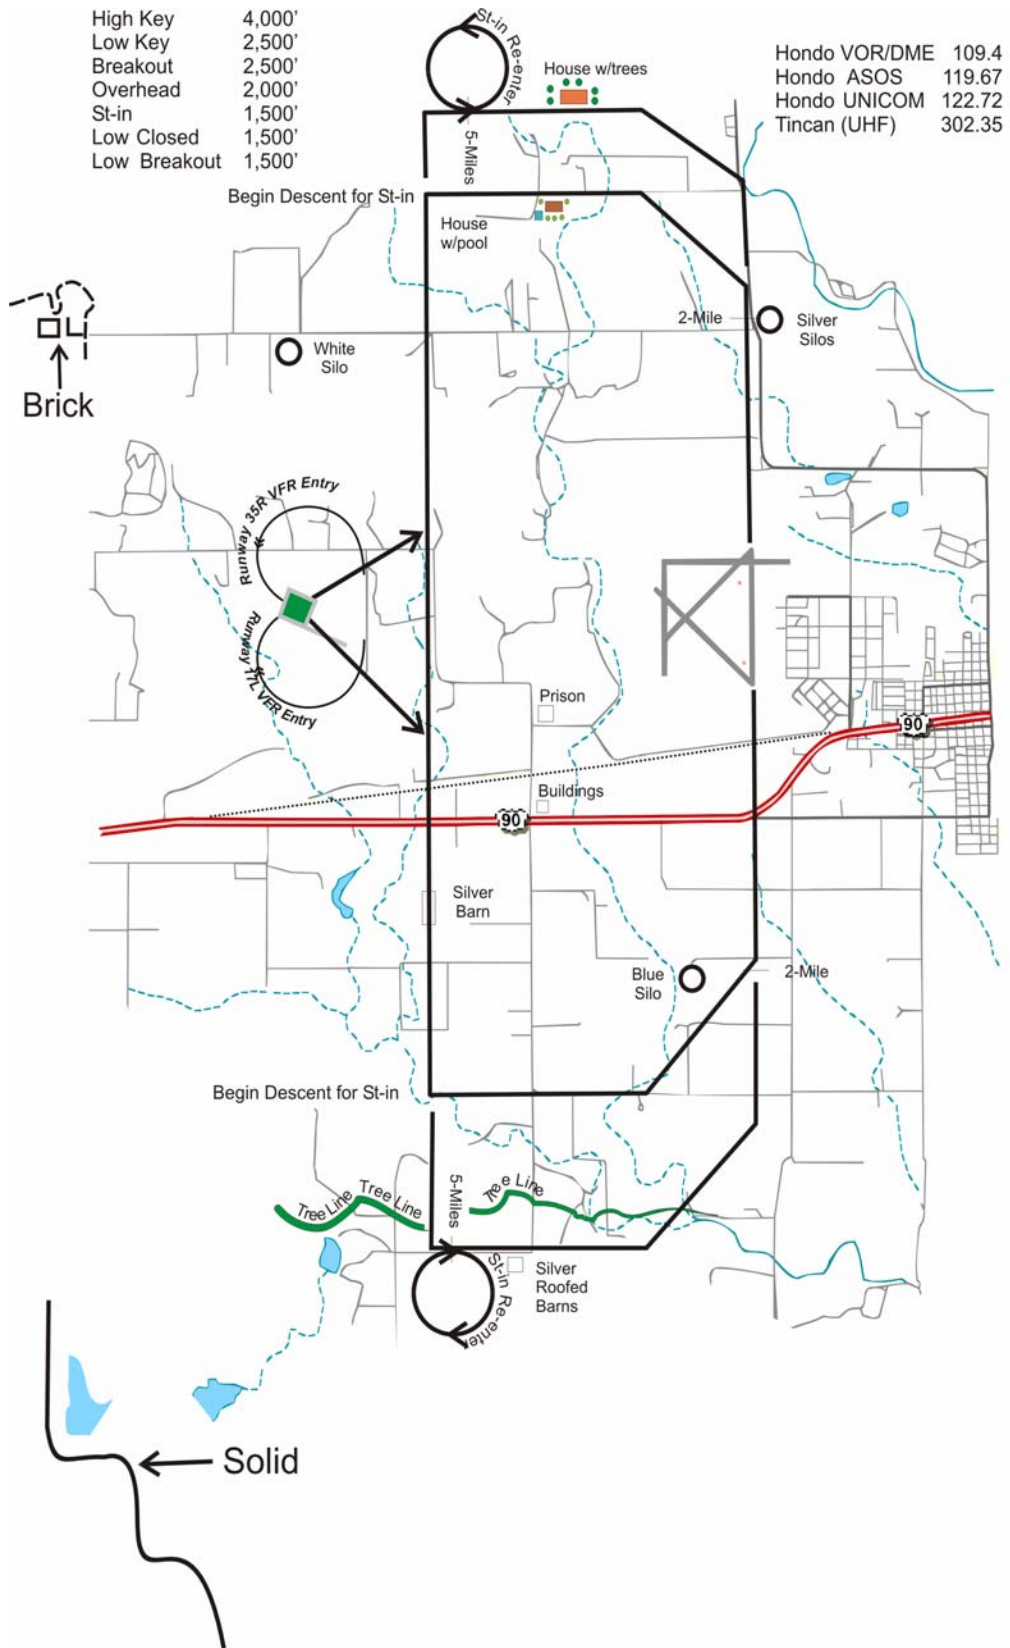 High Key 4,000'
Low Key 2,500'
Breakout 2,500'
Overhead 2,000'
St-in 1,500'
Low Closed 1,500'
Low Breakout 1,500'
St-in Re-enter
House w/trees
Hondo VOR/DME 109.4
Hondo ASOS 119.67
Hondo UNICOM 122.72
Tincan (UHF) 302.35
5-Miles
Begin Descent for St-in
House
w/pool
2-Mile
Silver
Silos
White
Silo
Brick
Runway 35R VFR Entry
Runway 17L VFR Entry
Prison
90
Buildings
90
Silver
Barn
Blue
Silo
2-Mile
Begin Descent for St-in
Tree Line
Tree Line
5-Miles
Tree Line
St-in Re-enter
Silver
Roofed
Barns
Solid